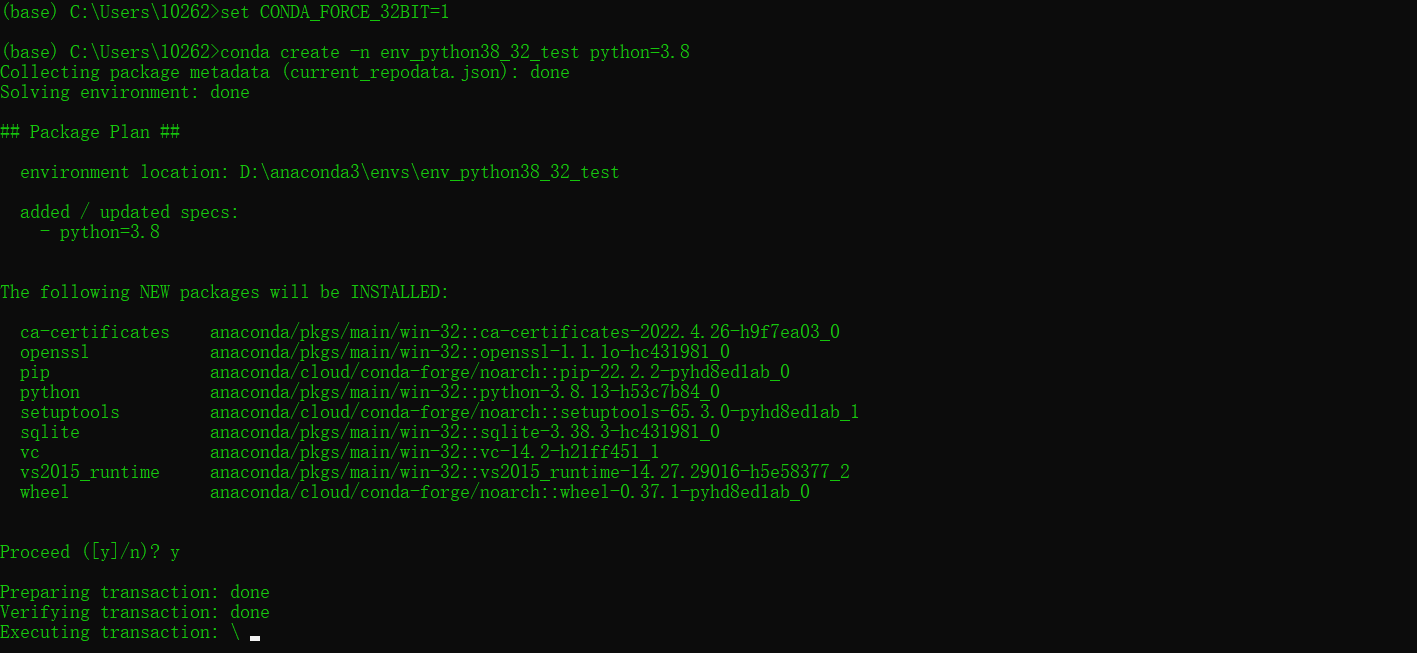 (base) C:\Users\10262>set CONDA_FORCE_32BIT=1
(base) C:\Users\10262>conda create -n env_python38_32_test python=3.8
Collecting package metadata (current_repodata.json): done
Solving environment: done
## Package Plan ##
environment location: D:\anaconda3\envs\env_python38_32_test
added / updated specs:
- python=3.8
The following NEW packages will be INSTALLED:
ca-certificates anaconda/pkgs/main/win-32::ca-certificates-2022.4.26-h9f7ea03_0
openssl anaconda/pkgs/main/win-32::openssl-1.1.1o-hc431981_0
pip anaconda/cloud/conda-forge/noarch::pip-22.2.2-pyhd8ed1ab_0
python anaconda/pkgs/main/win-32::python-3.8.13-h53c7b84_0
setuptools anaconda/cloud/conda-forge/noarch::setuptools-65.3.0-pyhd8ed1ab_1
sqlite anaconda/pkgs/main/win-32::sqlite-3.38.3-hc431981_0
vc anaconda/pkgs/main/win-32::vc-14.2-h21ff451_1
vs2015_runtime anaconda/pkgs/main/win-32::vs2015_runtime-14.27.29016-h5e58377_2
wheel anaconda/cloud/conda-forge/noarch::wheel-0.37.1-pyhd8ed1ab_0
Proceed ([y]/n)? y
Preparing transaction: done
Verifying transaction: done
Executing transaction: \